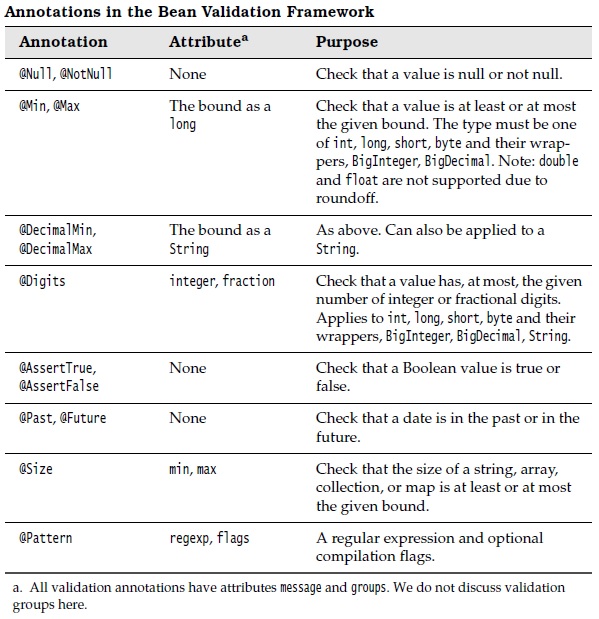 Annotations in the Bean Validation Framework
Annotation Attributeᵃ Purpose
@Null, @NotNull None Check that a value is null or not null.
@Min, @Max The bound as a Check that a value is at least or at most
long the given bound. The type must be one
of int, long, short, byte and their wrap-
pers, BigInteger, BigDecimal. Note: double
and float are not supported due to
roundoff.
@DecimalMin, The bound as a As above. Can also be applied to a
@DecimalMax String String.
@Digits integer, fraction Check that a value has, at most, the given
number of integer or fractional digits.
Applies to int, long, short, byte and their
wrappers, BigInteger, BigDecimal, String.
@AssertTrue, None Check that a Boolean value is true or
@AssertFalse false.
@Past, @Future None Check that a date is in the past or in the
future.
@Size min, max Check that the size of a string, array,
collection, or map is at least or at most
the given bound.
@Pattern regexp, flags A regular expression and optional
compilation flags.
a. All validation annotations have attributes message and groups. We do not discuss validation
groups here.